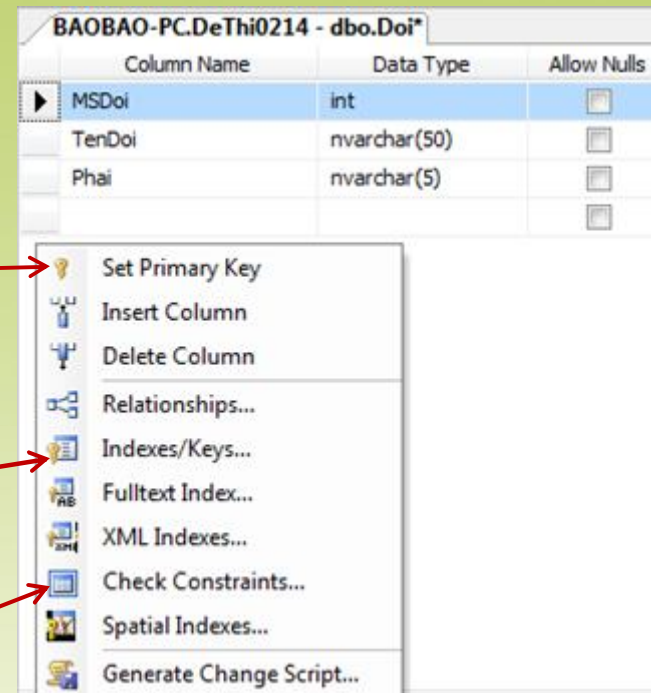 BAOBAO-PC.DeThi0214 - dbo.Doi*
Column Name Data Type Allow Nulls
MSDoi int
TenDoi nvarchar(50)
Phai nvarchar(5)
Set Primary Key
Insert Column
Delete Column
Relationships...
Indexes/Keys...
Fulltext Index...
XML Indexes...
Check Constraints...
Spatial Indexes...
Generate Change Script...